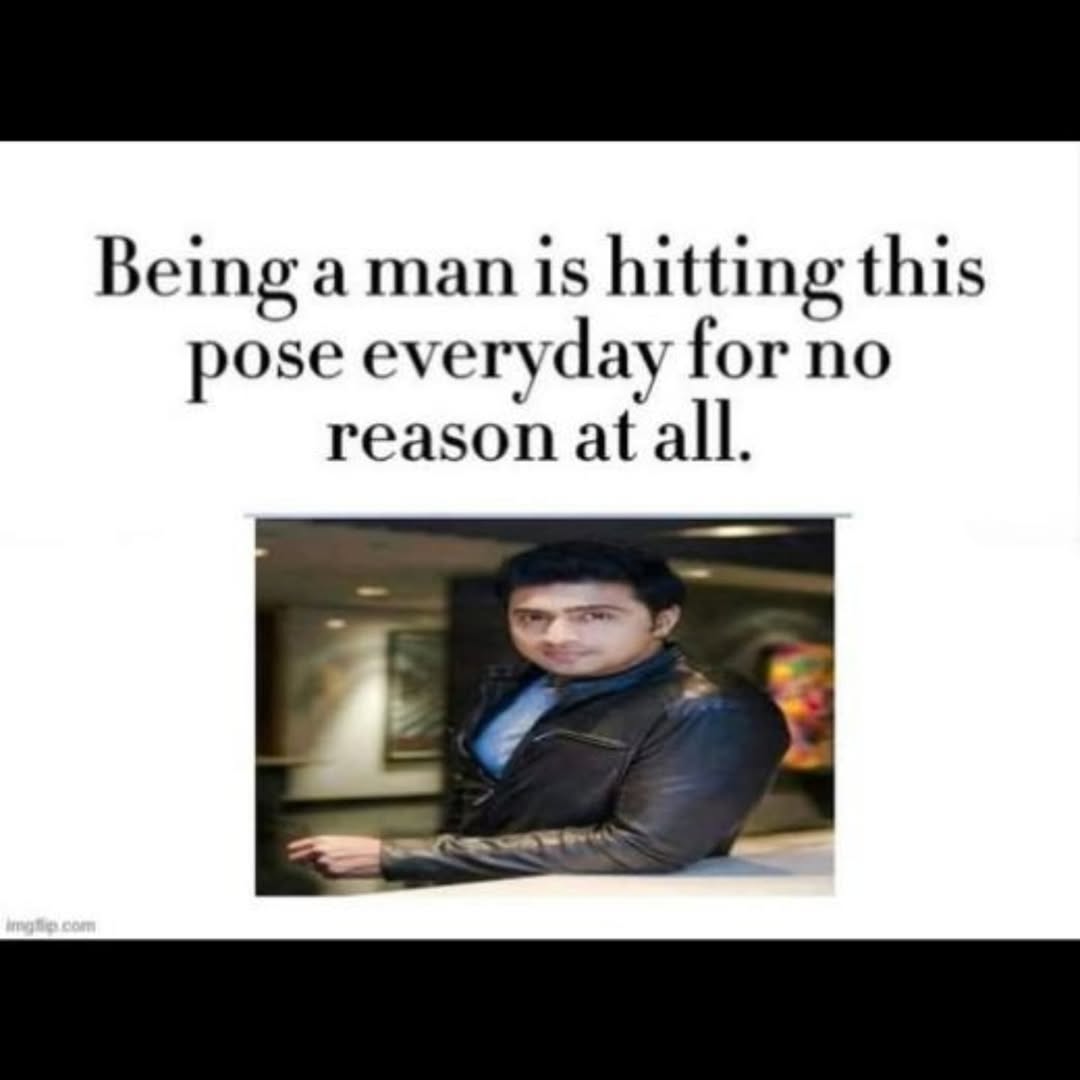 Being a man is hitting this
pose everyday for no
reason at all.
imgflip.com